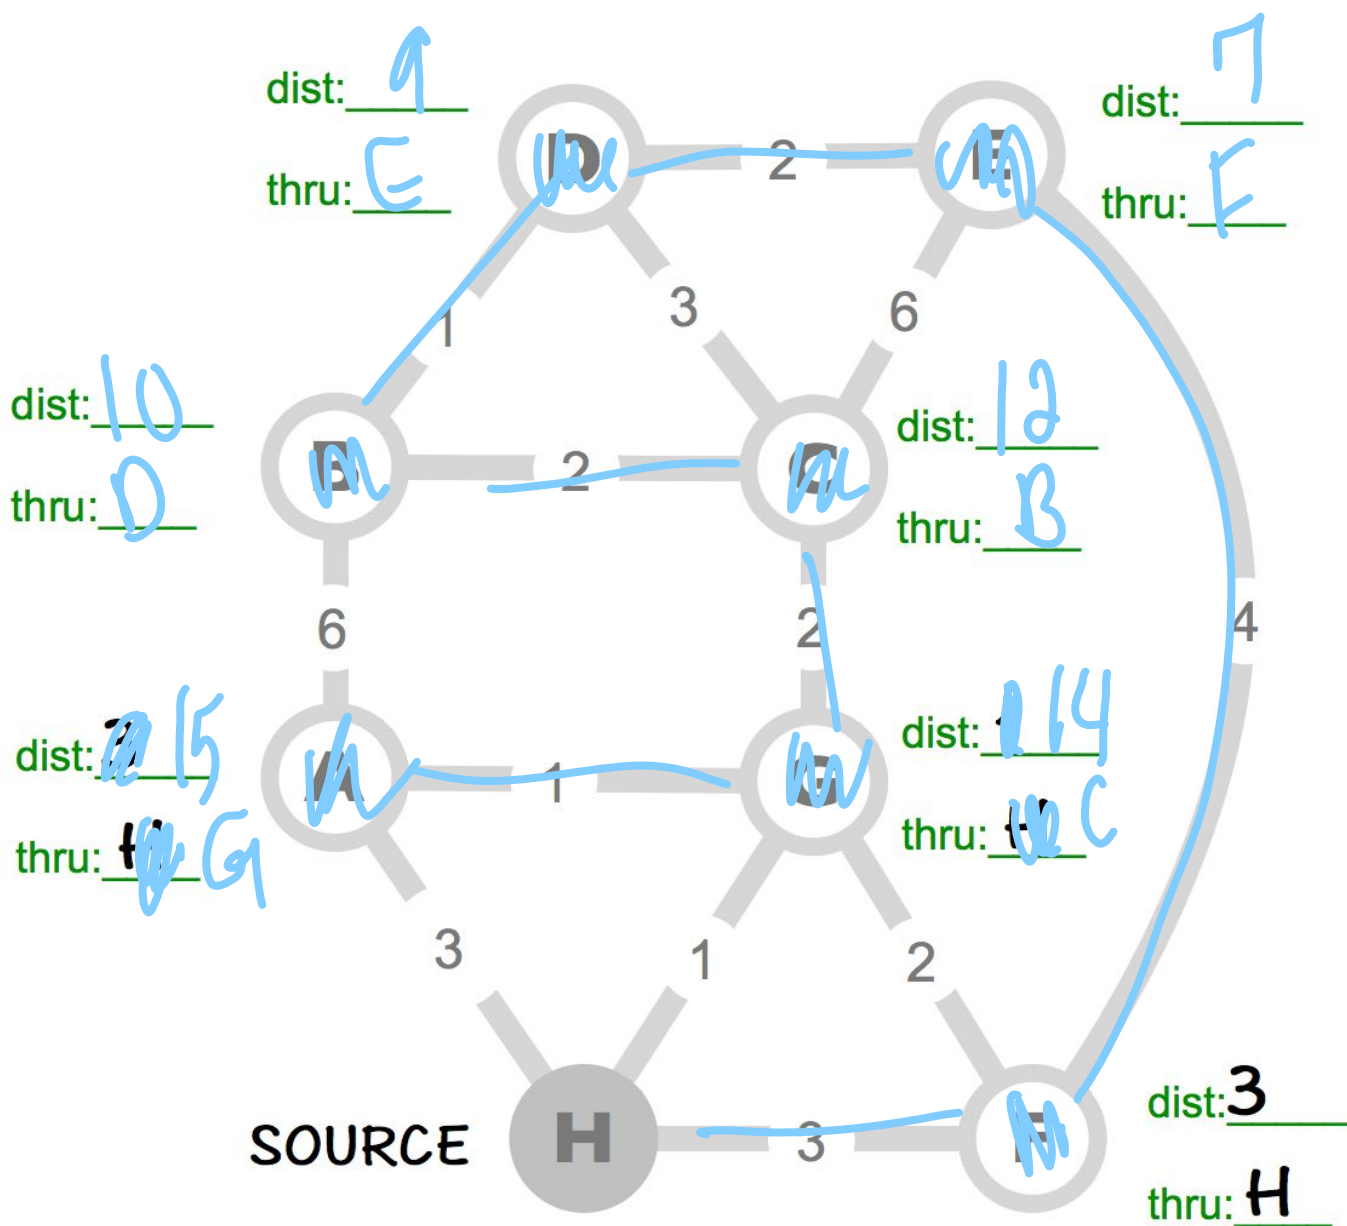 dist: 9
thru: E
D
2
E
dist: 7
thru: F
1
3
6
dist: 10
thru: D
B
2
C
dist: 12
thru: B
6
2
4
dist: 15
thru: G
A
1
G
dist: 14
thru: C
3
1
2
SOURCE
H
3
F
dist: 3
thru: H